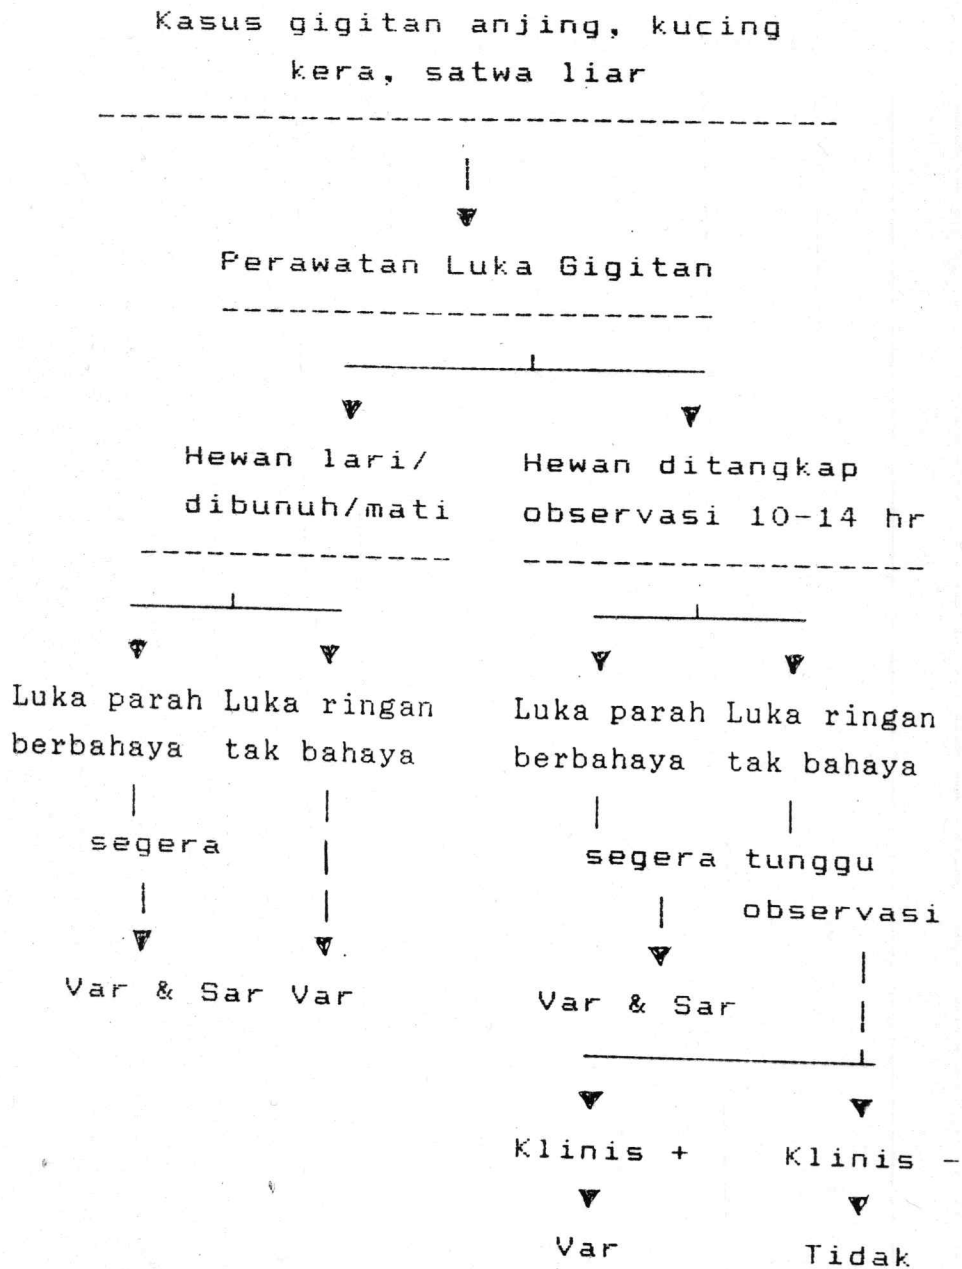 Kasus gigitan anjing, kucing
kera, satwa liar
Perawatan Luka Gigitan
Hewan lari/
dibunuh/mati
Hewan ditangkap
observasi 10-14 hr
Luka parah
berbahaya
Luka ringan
tak bahaya
Luka parah
berbahaya
Luka ringan
tak bahaya
segera
Var & Sar
Var
segera
tunggu
observasi
Var & Sar
Klinis +
Klinis -
Var
Tidak